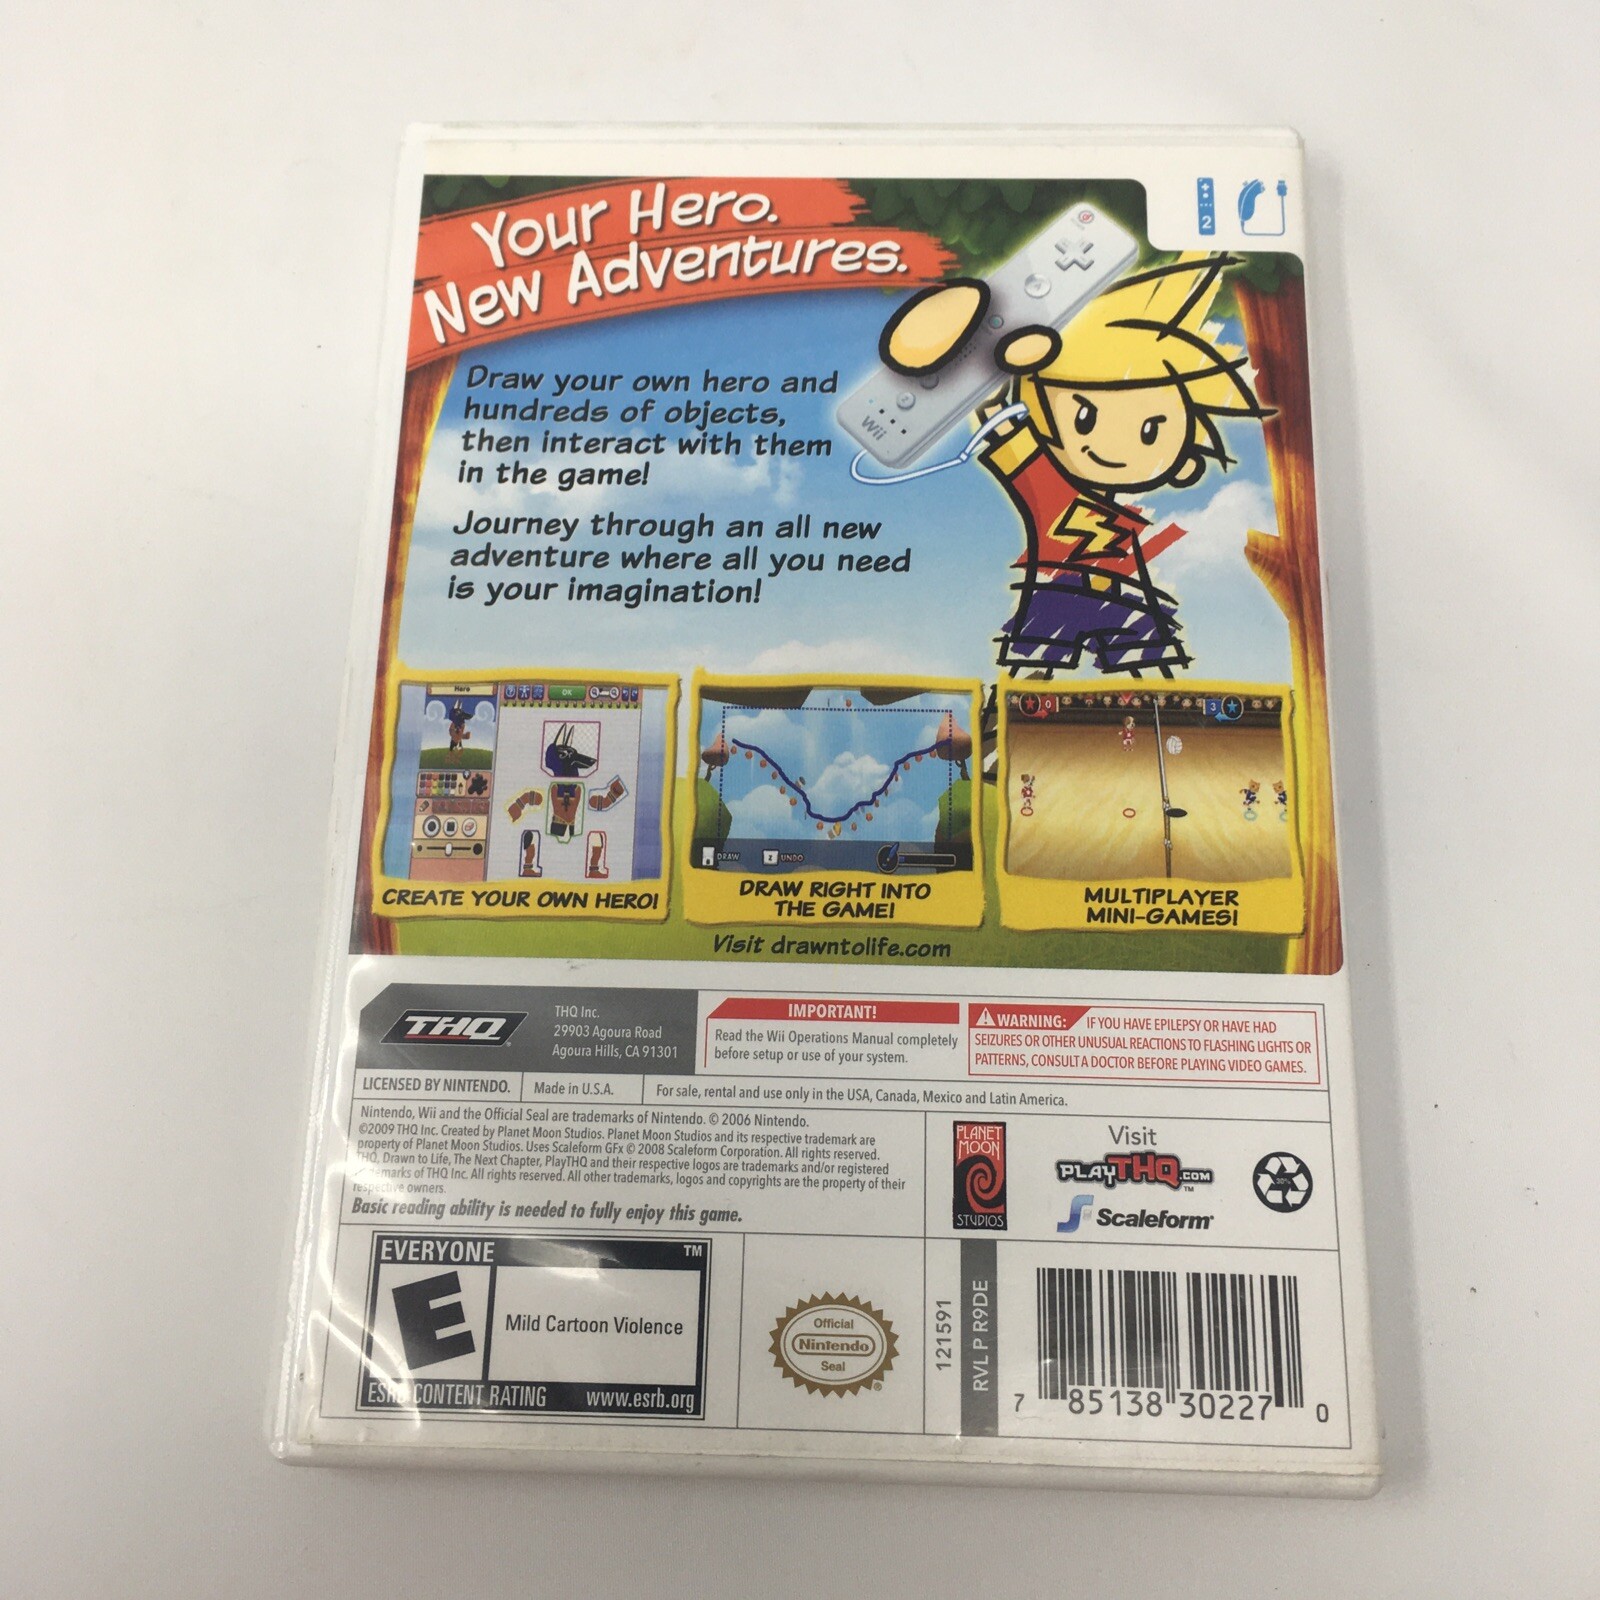 Your Hero.
New Adventures.
2
Wii
Draw your own hero and
hundreds of objects,
then interact with them
in the game!
Journey through an all new
adventure where all you need
is your imagination!
Hero
OK
CREATE YOUR OWN HERO!
DRAW
UNDO
DRAW RIGHT INTO
THE GAME!
0
3
MULTIPLAYER
MINI-GAMES!
Visit drawntolife.com
THQ
THQ Inc.
29903 Agoura Road
Agoura Hills, CA 91301
IMPORTANT!
Read the Wii Operations Manual completely
before setup or use of your system.
WARNING: IF YOU HAVE EPILEPSY OR HAVE HAD
SEIZURES OR OTHER UNUSUAL REACTIONS TO FLASHING LIGHTS OR
PATTERNS, CONSULT A DOCTOR BEFORE PLAYING VIDEO GAMES.
LICENSED BY NINTENDO.
Made in U.S.A.
For sale, rental and use only in the USA, Canada, Mexico and Latin America.
Nintendo, Wii and the Official Seal are trademarks of Nintendo. © 2006 Nintendo.
©2009 THQ Inc. Created by Planet Moon Studios. Planet Moon Studios and its respective trademark are
property of Planet Moon Studios. Uses Scaleform GFx © 2008 Scaleform Corporation. All rights reserved.
THQ, Drawn to Life, The Next Chapter, PlayTHQ and their respective logos are trademarks and/or registered
trademarks of THQ Inc. All rights reserved. All other trademarks, logos and copyrights are the property of their
respective owners.
Basic reading ability is needed to fully enjoy this game.
PLANET
MOON
STUDIOS
Visit
PLAYTHQ.COM
TM
Scaleform
30%
EVERYONE
TM
E
Mild Cartoon Violence
ESRB CONTENT RATING
www.esrb.org
Official
Nintendo
Seal
®
121591
RVL P R9DE
7 85138 30227 0